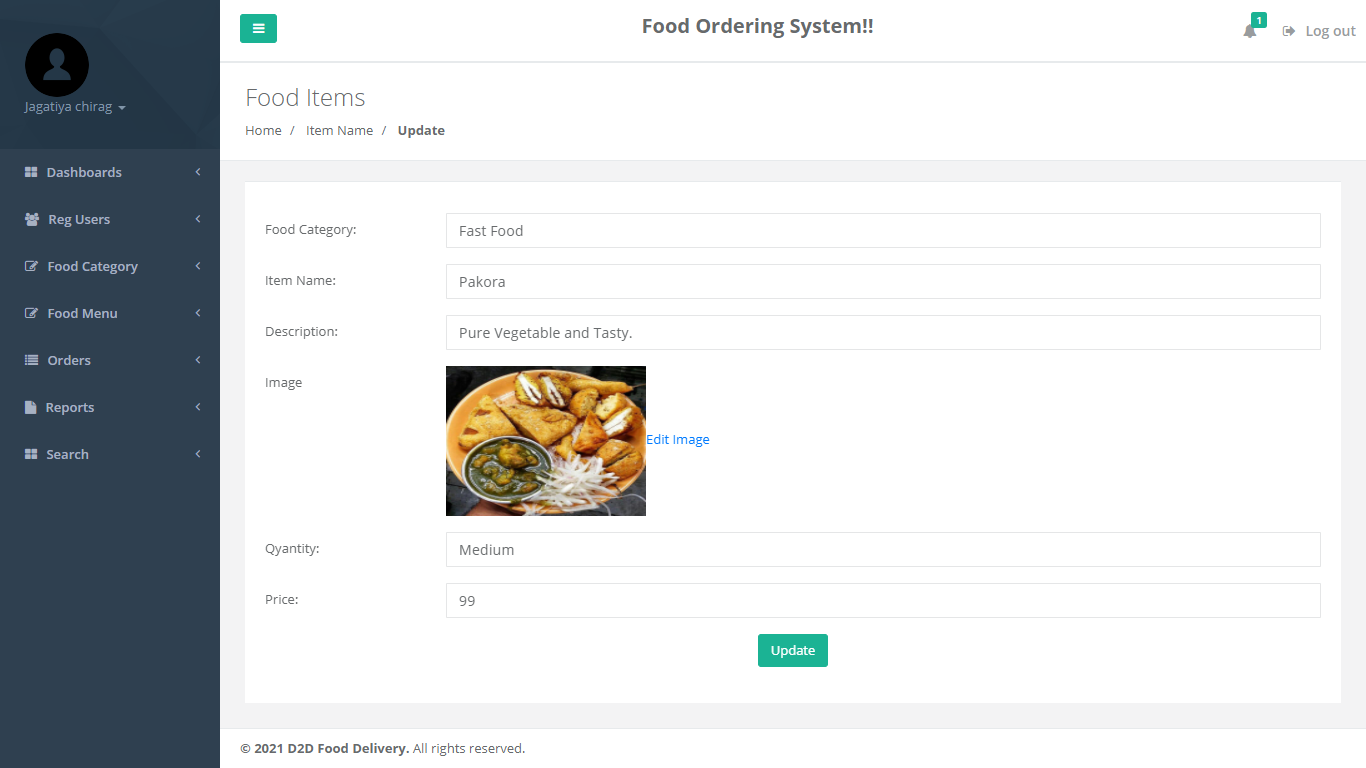 Food Ordering System!!
1
Log out
Jagatiya chirag
Dashboards
Reg Users
Food Category
Food Menu
Orders
Reports
Search
Food Items
Home / Item Name / Update
Food Category: Fast Food
Item Name: Pakora
Description: Pure Vegetable and Tasty.
Image
Edit Image
Qyantity: Medium
Price: 99
Update
© 2021 D2D Food Delivery. All rights reserved.